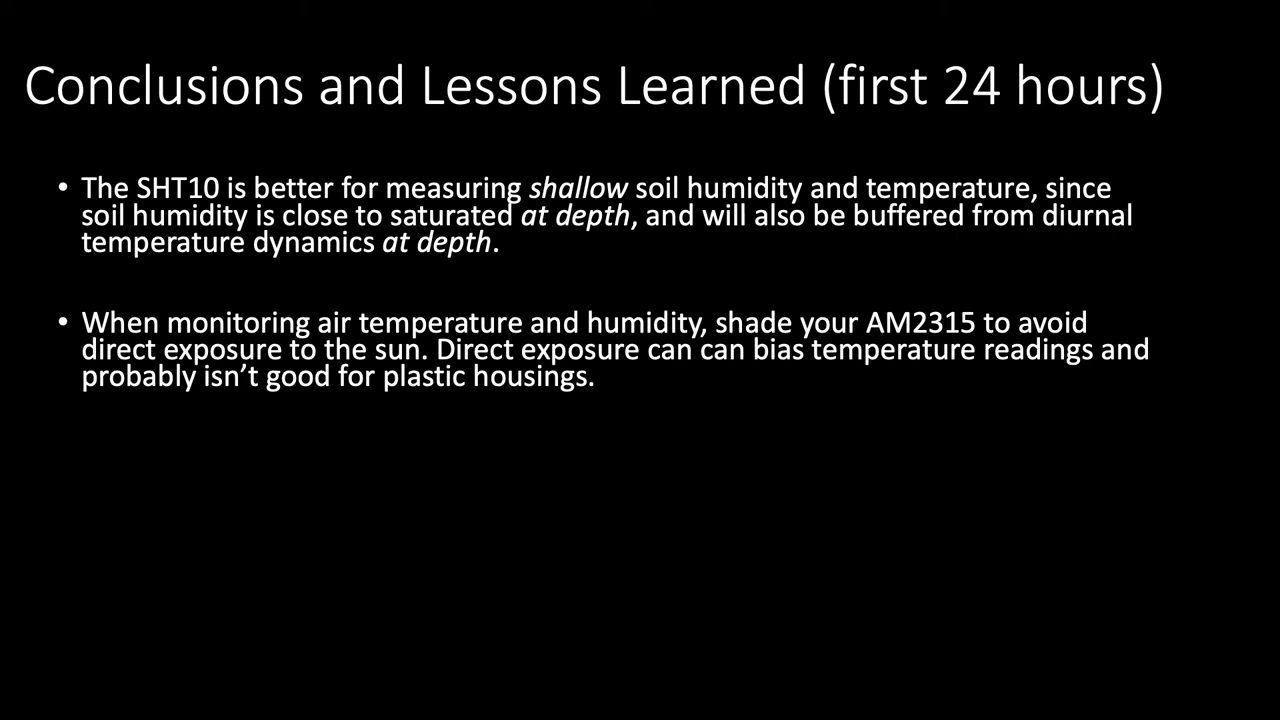 Conclusions and Lessons Learned (first 24 hours)
• The SHT10 is better for measuring shallow soil humidity and temperature, since
soil humidity is close to saturated at depth, and will also be buffered from diurnal
temperature dynamics at depth.
• When monitoring air temperature and humidity, shade your AM2315 to avoid
direct exposure to the sun. Direct exposure can can bias temperature readings and
probably isn’t good for plastic housings.